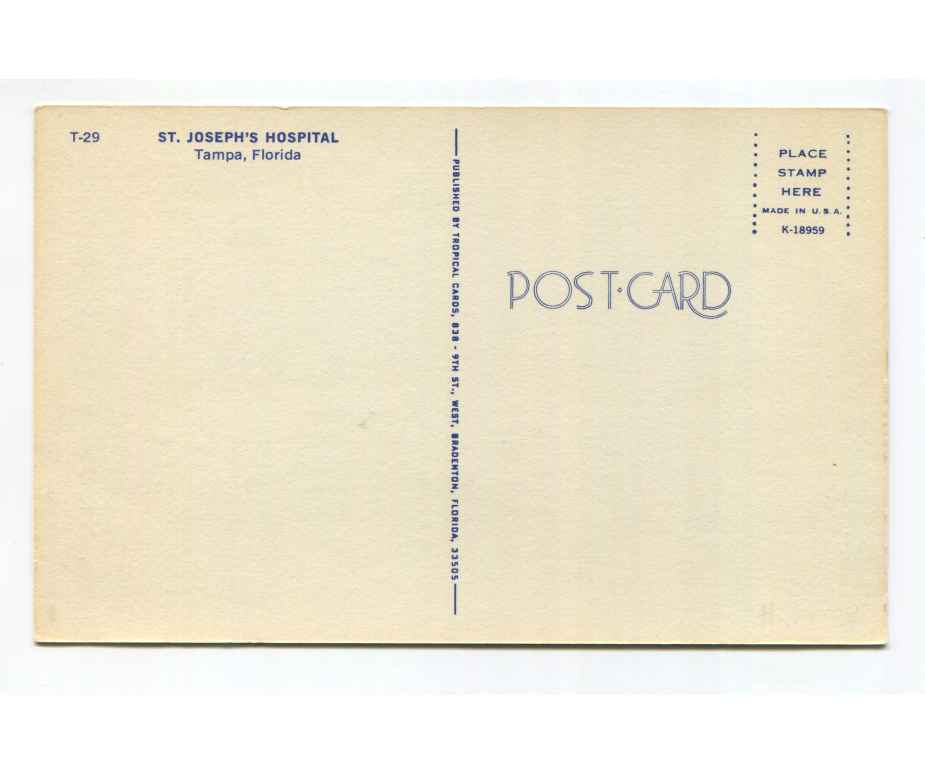 T-29
ST. JOSEPH'S HOSPITAL
Tampa, Florida
PUBLISHED BY TROPICAL CARDS, 838 - 9TH ST., WEST, BRADENTON, FLORIDA, 33505
PLACE
STAMP
HERE
MADE IN U.S.A.
K-18959
POST·CARD